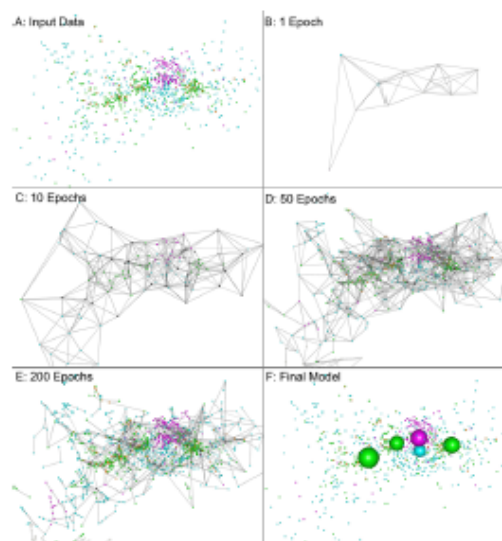 A: Input Data
B: 1 Epoch
C: 10 Epochs
D: 50 Epochs
E: 200 Epochs
F: Final Model